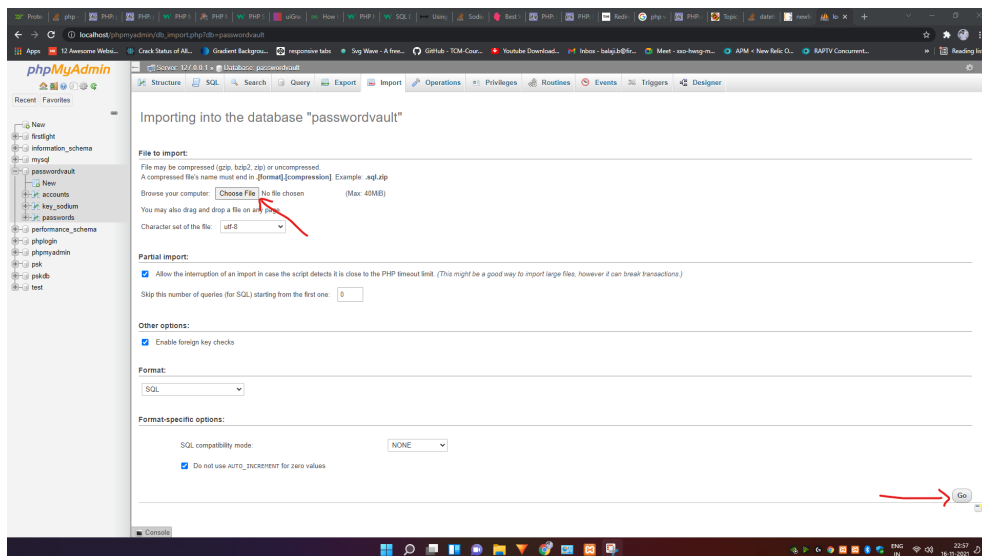 localhost/phpmyadmin/db_import.php?db=passwordvault
Apps 12 Awesome Websi... Crack Status of All... Gradient Backgrou... responsive tabs Svg Wave - A free... GitHub - TCM-Cour... Youtube Download... Inbox - balaji.b@fir... Meet - sxo-hwsg-m... APM < New Relic O... RAPTV Concurrent... » Reading lis
phpMyAdmin
Recent Favorites
New
firstlight
information_schema
mysql
passwordvault
New
accounts
key_sodium
passwords
performance_schema
phplogin
phpmyadmin
psk
pskdb
test
Server: 127.0.0.1 » Database: passwordvault
Structure SQL Search Query Export Import Operations Privileges Routines Events Triggers Designer
Importing into the database "passwordvault"
File to import:
File may be compressed (gzip, bzip2, zip) or uncompressed.
A compressed file's name must end in .[format].[compression]. Example: .sql.zip
Browse your computer: Choose File No file chosen (Max: 40MiB)
You may also drag and drop a file on any page.
Character set of the file: utf-8
Partial import:
Allow the interruption of an import in case the script detects it is close to the PHP timeout limit. (This might be a good way to import large files, however it can break transactions.)
Skip this number of queries (for SQL) starting from the first one: 0
Other options:
Enable foreign key checks
Format:
SQL
Format-specific options:
SQL compatibility mode: NONE
Do not use AUTO_INCREMENT for zero values
Go
Console
ENG
IN
22:57
16-11-2021